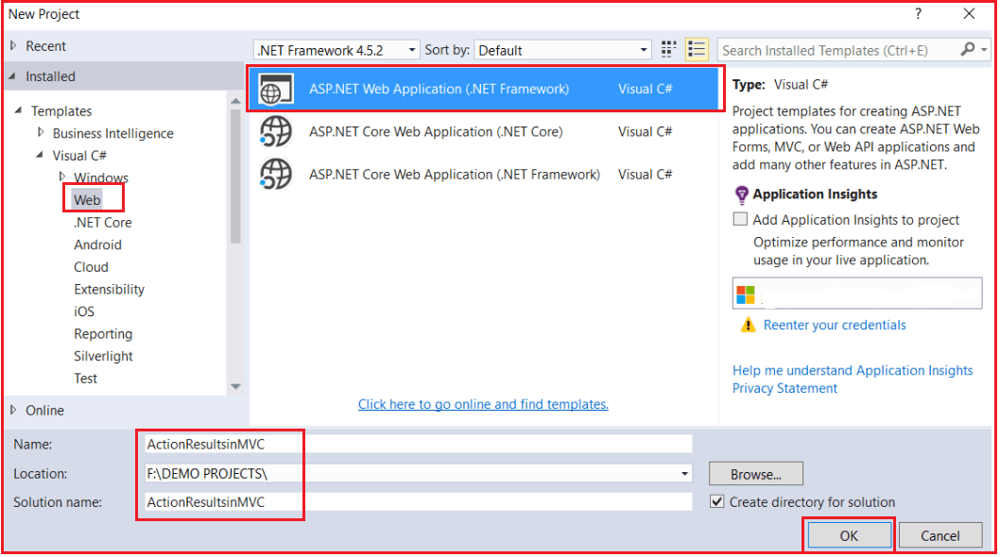 New Project
?
Recent
.NET Framework 4.5.2
Sort by: Default
Search Installed Templates (Ctrl+E)
Installed
Templates
Business Intelligence
Visual C#
Windows
Web
.NET Core
Android
Cloud
Extensibility
iOS
Reporting
Silverlight
Test
Online
ASP.NET Web Application (.NET Framework) Visual C#
ASP.NET Core Web Application (.NET Core) Visual C#
ASP.NET Core Web Application (.NET Framework) Visual C#
Click here to go online and find templates.
Type: Visual C#
Project templates for creating ASP.NET
applications. You can create ASP.NET Web
Forms, MVC, or Web API applications and
add many other features in ASP.NET.
Application Insights
Add Application Insights to project
Optimize performance and monitor
usage in your live application.
Reenter your credentials
Help me understand Application Insights
Privacy Statement
Name: ActionResultsinMVC
Location: F:\DEMO PROJECTS\
Browse...
Solution name: ActionResultsinMVC
Create directory for solution
OK
Cancel